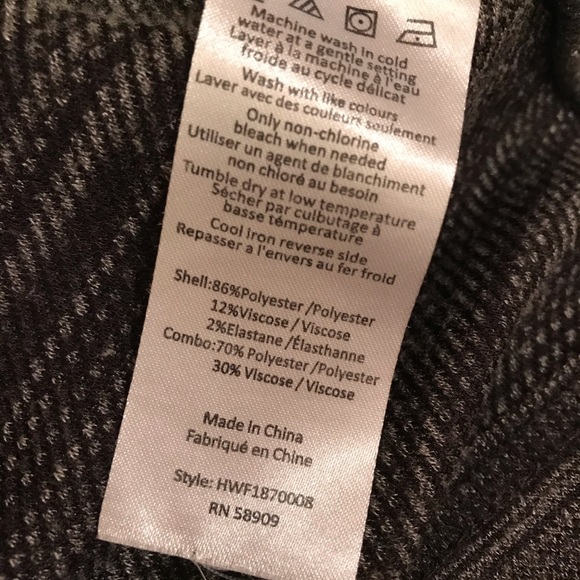 Machine wash in cold
water at a gentle setting
Laver à la machine à l'eau
froide au cycle délicat
Wash with like colours
Laver avec des couleurs seulement
Only non-chlorine
bleach when needed
Utiliser un agent de blanchiment
non chloré au besoin
Tumble dry at low temperature
Sécher par culbutage à
basse température
Cool iron reverse side
Repasser a l'envers au fer froid
Shell:86%Polyester /Polyester
12%Viscose / Viscose
2%Elastane /Élasthanne
Combo:70% Polyester/Polyester
30% Viscose / Viscose
Made In China
Fabriqué en Chine
Style: HWF1870008
RN 58909